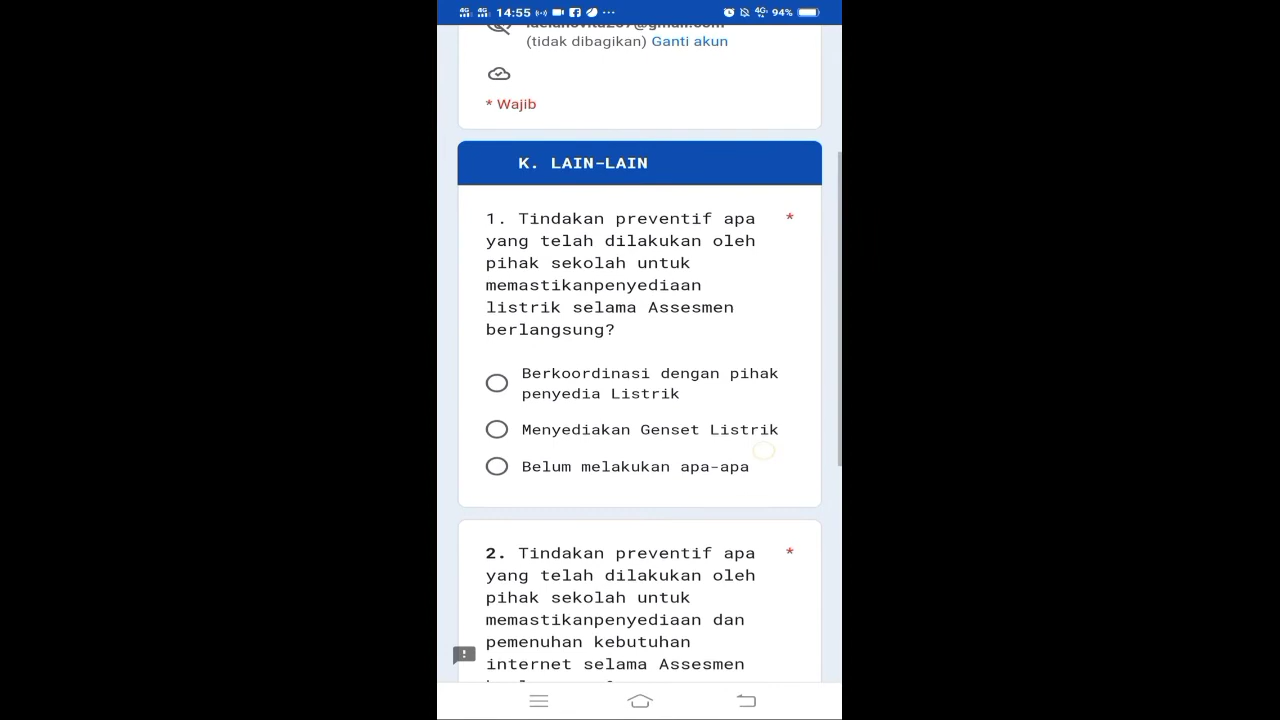 14:55
4G 94%
(tidak dibagikan) Ganti akun
* Wajib
K. LAIN-LAIN
1. Tindakan preventif apa *
yang telah dilakukan oleh
pihak sekolah untuk
memastikanpenyediaan
listrik selama Assesmen
berlangsung?
Berkoordinasi dengan pihak
penyedia Listrik
Menyediakan Genset Listrik
Belum melakukan apa-apa
2. Tindakan preventif apa *
yang telah dilakukan oleh
pihak sekolah untuk
memastikanpenyediaan dan
pemenuhan kebutuhan
internet selama Assesmen